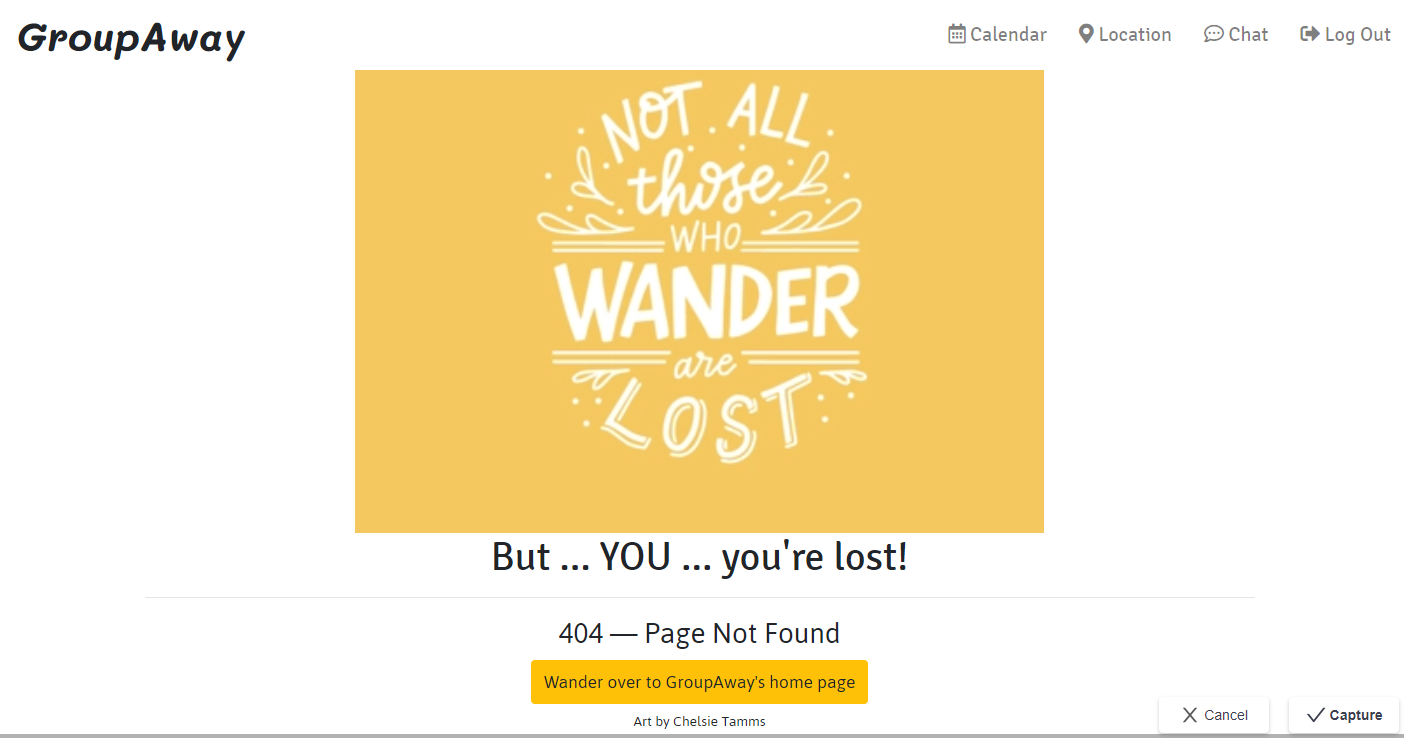 GroupAway
Calendar Location Chat Log Out
NOT ALL
those
WHO
WANDER
are
LOST
But ... YOU ... you're lost!
404 — Page Not Found
Wander over to GroupAway's home page
Art by Chelsie Tamms
Cancel Capture